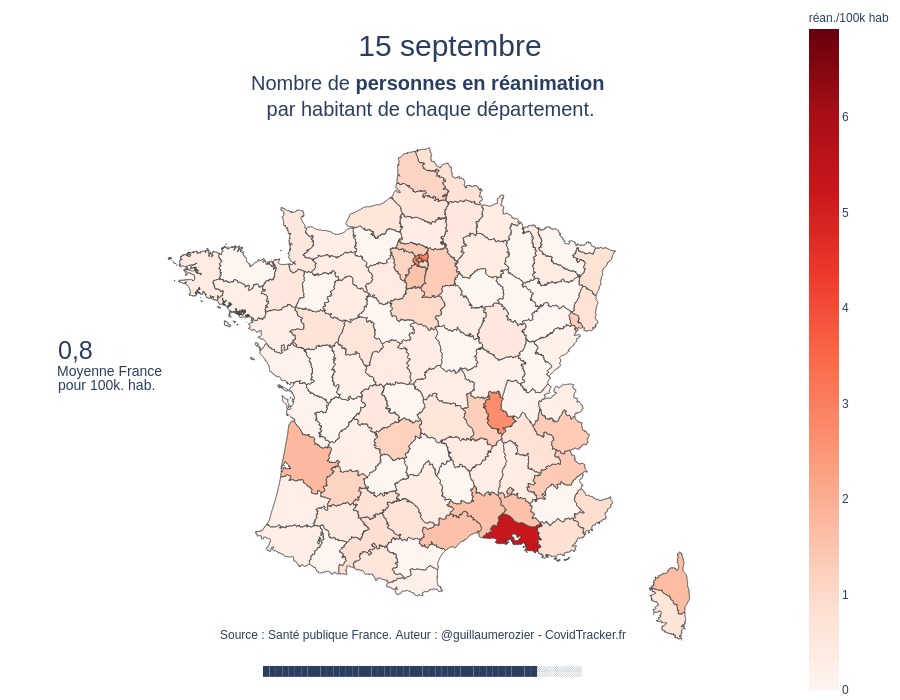 réan./100k hab
15 septembre
Nombre de personnes en réanimation
par habitant de chaque département.
6
5
4
3
2
1
0
0,8
Moyenne France
pour 100k. hab.
Source : Santé publique France. Auteur : @guillaumerozier - CovidTracker.fr